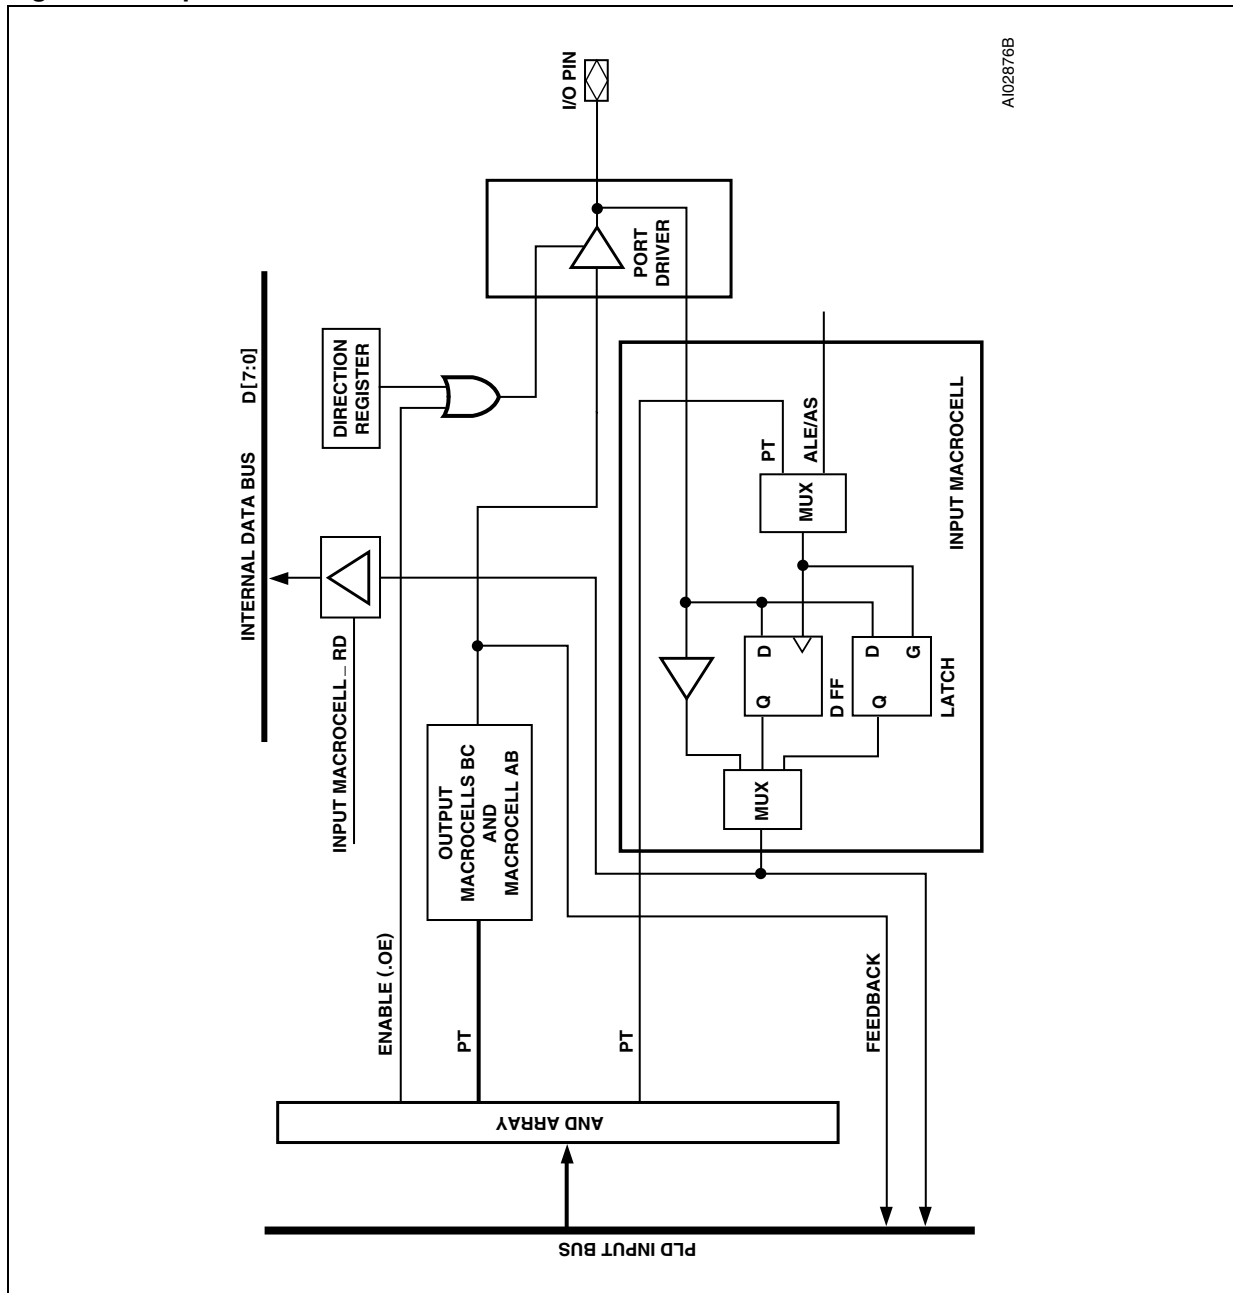 I/O PIN
AI02876B
PORT
DRIVER
INTERNAL DATA BUS D[7:0]
DIRECTION
REGISTER
INPUT MACROCELL_ RD
ENABLE (.OE)
OUTPUT
MACROCELLS BC
AND
MACROCELL AB
PT
PT
PT
ALE/AS
MUX
INPUT MACROCELL
D
Q
D FF
D
G
Q
LATCH
MUX
FEEDBACK
AND ARRAY
PLD INPUT BUS